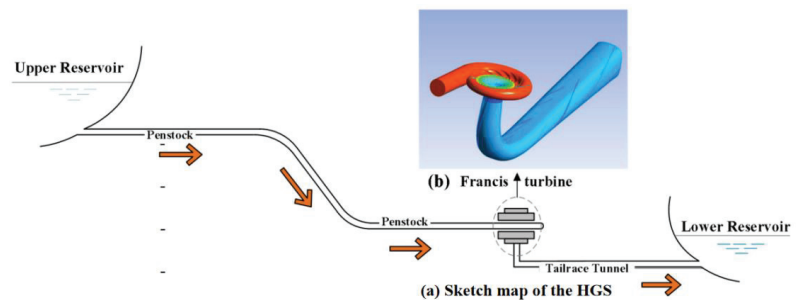 Upper Reservoir
Penstock
(b) Francis turbine
Penstock
Lower Reservoir
Tailrace Tunnel
(a) Sketch map of the HGS